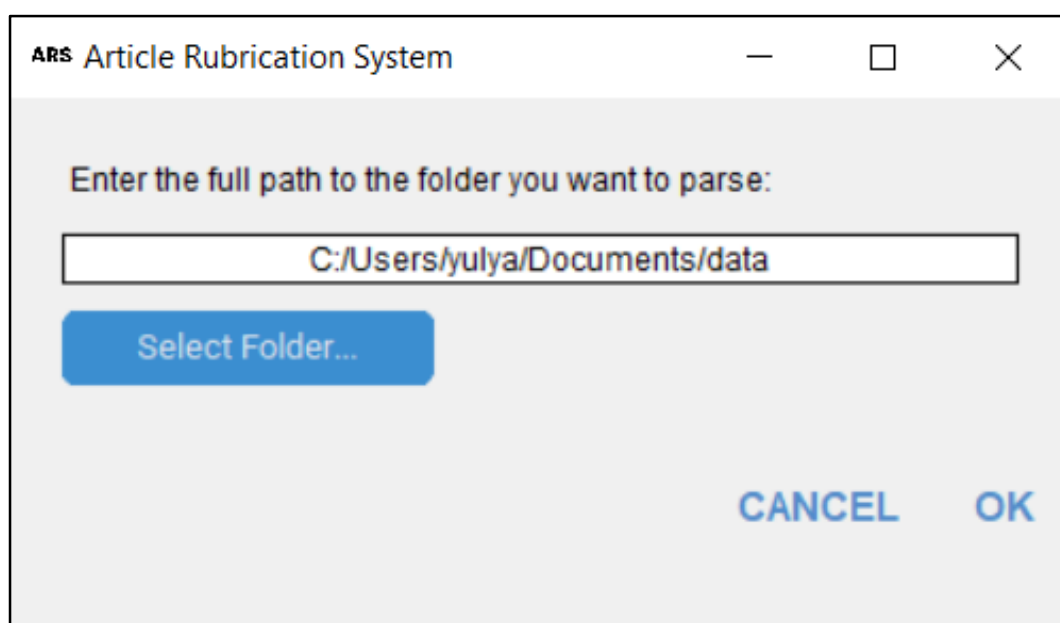 ARS Article Rubrication System
Enter the full path to the folder you want to parse:
C:/Users/yulya/Documents/data
Select Folder...
CANCEL OK